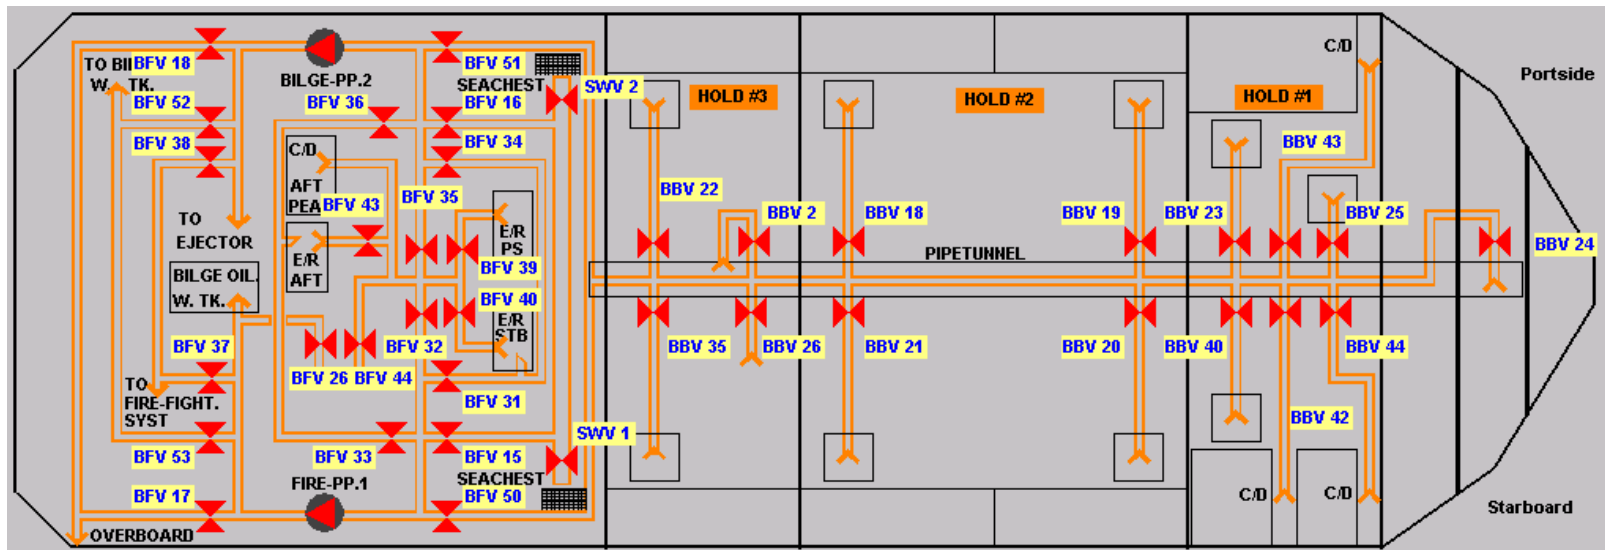 TO BIL
W. TK.
BFV 18
BILGE-PP.2
BFV 51
SEACHEST
SWV 2
HOLD #3
HOLD #2
HOLD #1
C/D
Portside
BFV 52
BFV 36
BFV 16
BFV 38
BFV 34
C/D
AFT
PEA
BFV 43
BFV 35
BBV 22
BBV 43
TO
EJECTOR
E/R
PS
BFV 39
BBV 2
BBV 18
BBV 19
BBV 23
BBV 25
BBV 24
E/R
AFT
PIPETUNNEL
BILGE OIL.
W. TK.
BFV 40
E/R
STB
BFV 37
BFV 32
BBV 35
BBV 26
BBV 21
BBV 20
BBV 40
BBV 44
BFV 26
BFV 44
BFV 31
TO
FIRE-FIGHT.
SYST
BBV 42
SWV 1
BFV 53
BFV 33
BFV 15
FIRE-PP.1
SEACHEST
BFV 17
BFV 50
C/D
C/D
Starboard
OVERBOARD